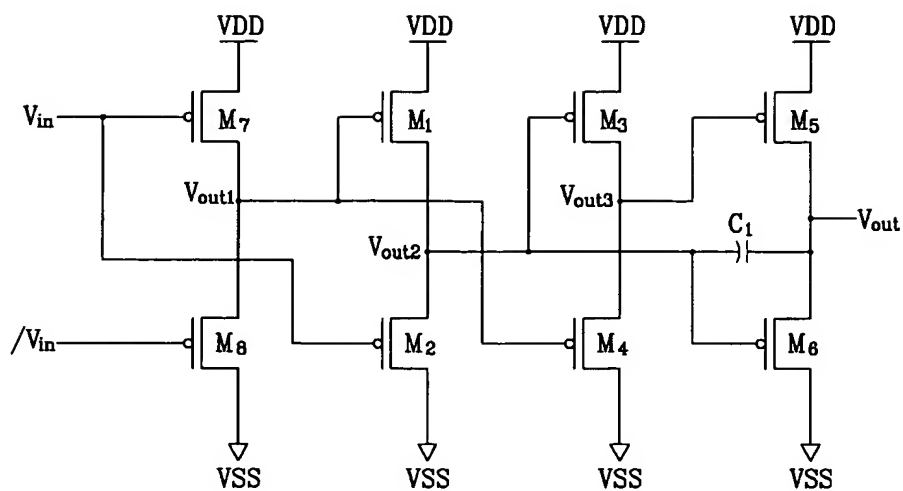 VDD VDD VDD VDD
Vin M7 M1 M3 M5
Vout1 Vout3 C1 Vout
Vout2
/Vin M8 M2 M4 M6
VSS VSS VSS VSS